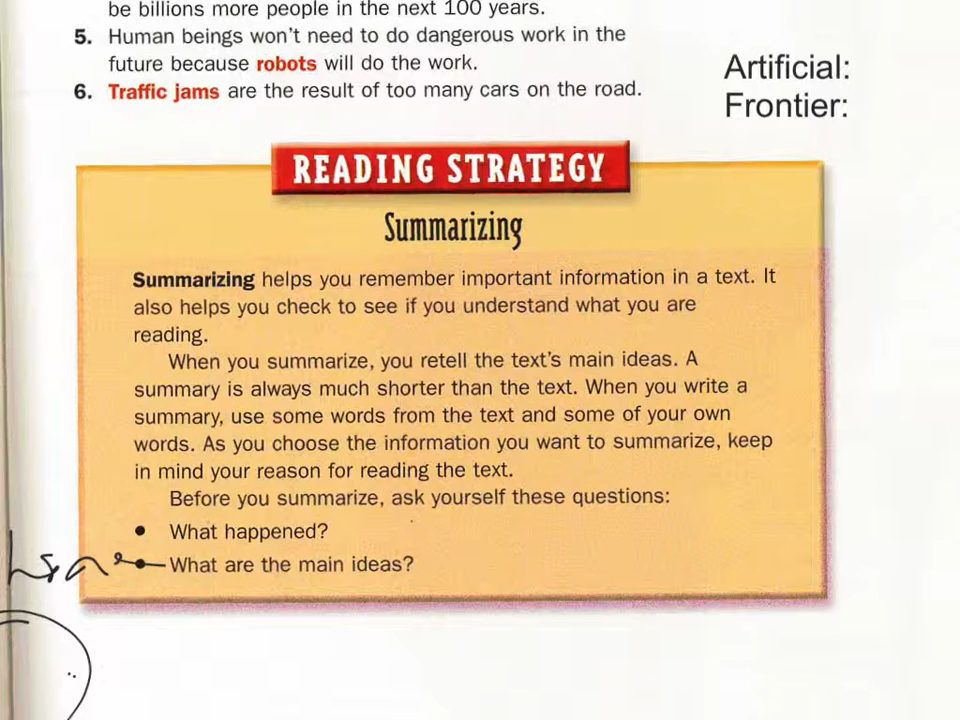 be billions more people in the next 100 years.
5. Human beings won't need to do dangerous work in the
future because robots will do the work.
6. Traffic jams are the result of too many cars on the road.
Artificial:
Frontier:
READING STRATEGY
Summarizing
Summarizing helps you remember important information in a text. It
also helps you check to see if you understand what you are
reading.
When you summarize, you retell the text's main ideas. A
summary is always much shorter than the text. When you write a
summary, use some words from the text and some of your own
words. As you choose the information you want to summarize, keep
in mind your reason for reading the text.
Before you summarize, ask yourself these questions:
• What happened?
• What are the main ideas?